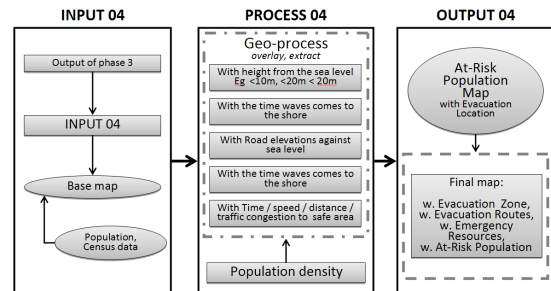 INPUT 04
Output of phase 3
INPUT 04
Base map
Population,
Census data
PROCESS 04
Geo-process
overlay, extract
With height from the sea level
Eg <10m, <20m < 20m
With the time waves comes to
the shore
With Road elevations against
sea level
With the time waves comes to
the shore
With Time / speed / distance /
traffic congestion to safe area
Population density
OUTPUT 04
At-Risk
Population
Map
with Evacuation
Location
Final map:
w. Evacuation Zone,
w. Evacuation Routes,
w. Emergency
Resources,
w. At-Risk Population